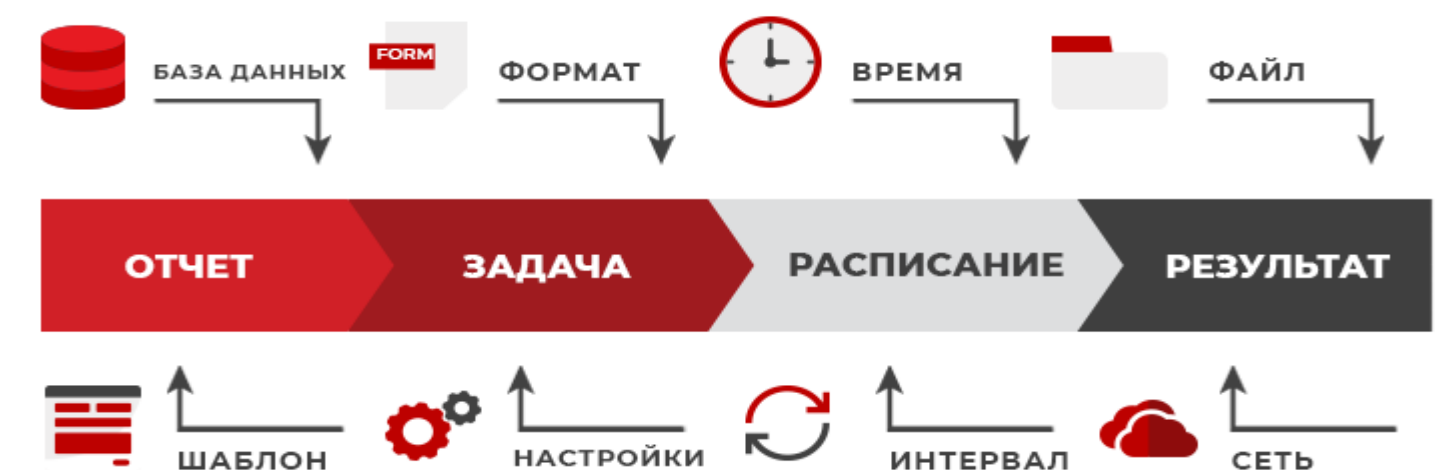 БАЗА ДАННЫХ
FORM
ФОРМАТ
ВРЕМЯ
ФАЙЛ
ОТЧЕТ
ЗАДАЧА
РАСПИСАНИЕ
РЕЗУЛЬТАТ
ШАБЛОН
НАСТРОЙКИ
ИНТЕРВАЛ
СЕТЬ